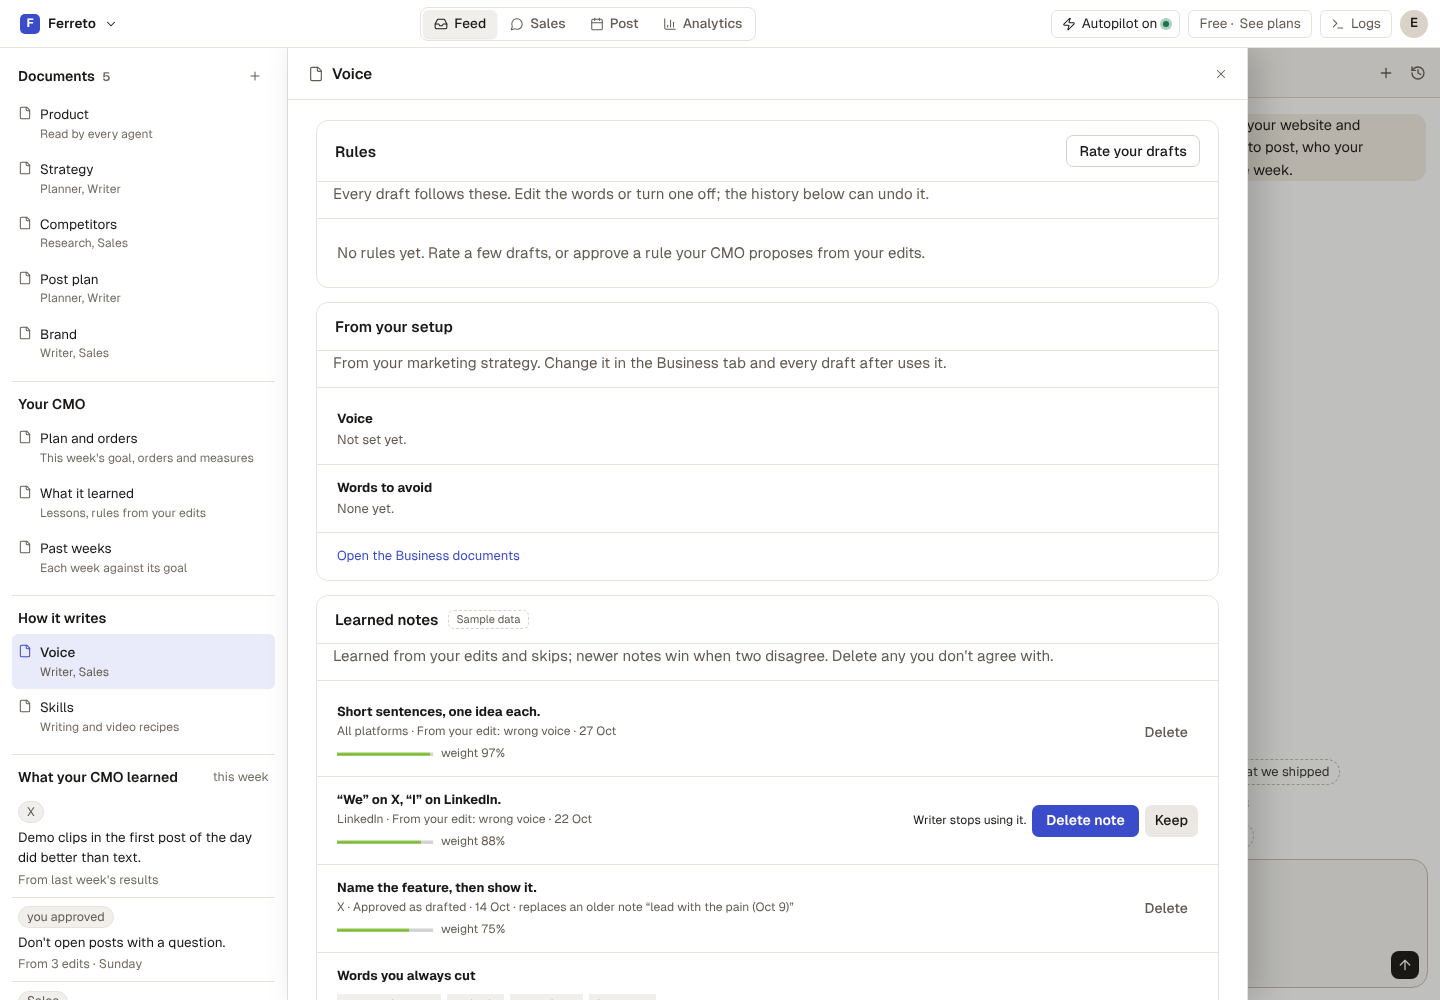 F Ferreto
Feed
Sales
Post
Analytics
Autopilot on
Free · See plans
Logs
E
Documents 5
Product
Read by every agent
Strategy
Planner, Writer
Competitors
Research, Sales
Post plan
Planner, Writer
Brand
Writer, Sales
Your CMO
Plan and orders
This week's goal, orders and measures
What it learned
Lessons, rules from your edits
Past weeks
Each week against its goal
How it writes
Voice
Writer, Sales
Skills
Writing and video recipes
What your CMO learned this week
X
Demo clips in the first post of the day
did better than text.
From last week's results
you approved
Don't open posts with a question.
From 3 edits · Sunday
Sales
Voice
Rules
Rate your drafts
Every draft follows these. Edit the words or turn one off; the history below can undo it.
No rules yet. Rate a few drafts, or approve a rule your CMO proposes from your edits.
From your setup
From your marketing strategy. Change it in the Business tab and every draft after uses it.
Voice
Not set yet.
Words to avoid
None yet.
Open the Business documents
Learned notes Sample data
Learned from your edits and skips; newer notes win when two disagree. Delete any you don't agree with.
Short sentences, one idea each.
All platforms · From your edit: wrong voice · 27 Oct
weight 97%
Delete
“We” on X, “I” on LinkedIn.
LinkedIn · From your edit: wrong voice · 22 Oct
weight 88%
Writer stops using it.
Delete note
Keep
Name the feature, then show it.
X · Approved as drafted · 14 Oct · replaces an older note “lead with the pain (Oct 9)”
weight 75%
Delete
Words you always cut
your website and
to post, who your
week.
at we shipped